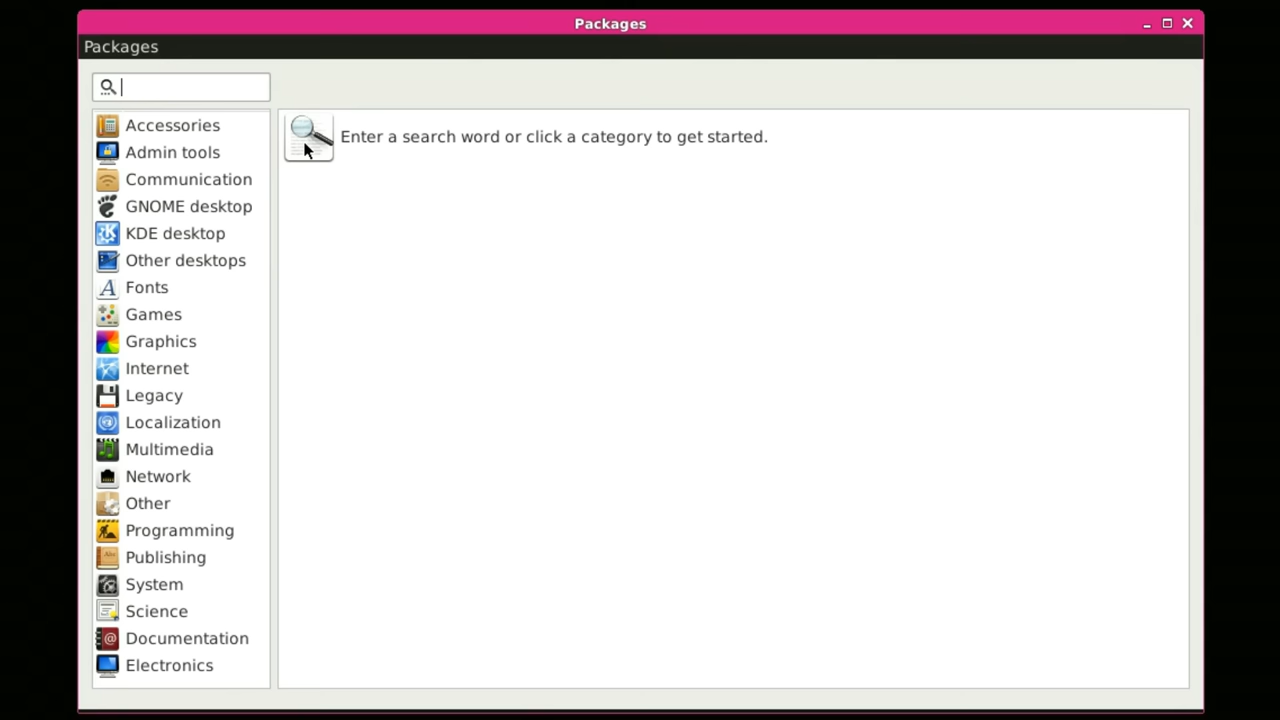 Packages
Packages
Enter a search word or click a category to get started.
Accessories
Admin tools
Communication
GNOME desktop
KDE desktop
Other desktops
Fonts
Games
Graphics
Internet
Legacy
Localization
Multimedia
Network
Other
Programming
Publishing
System
Science
Documentation
Electronics